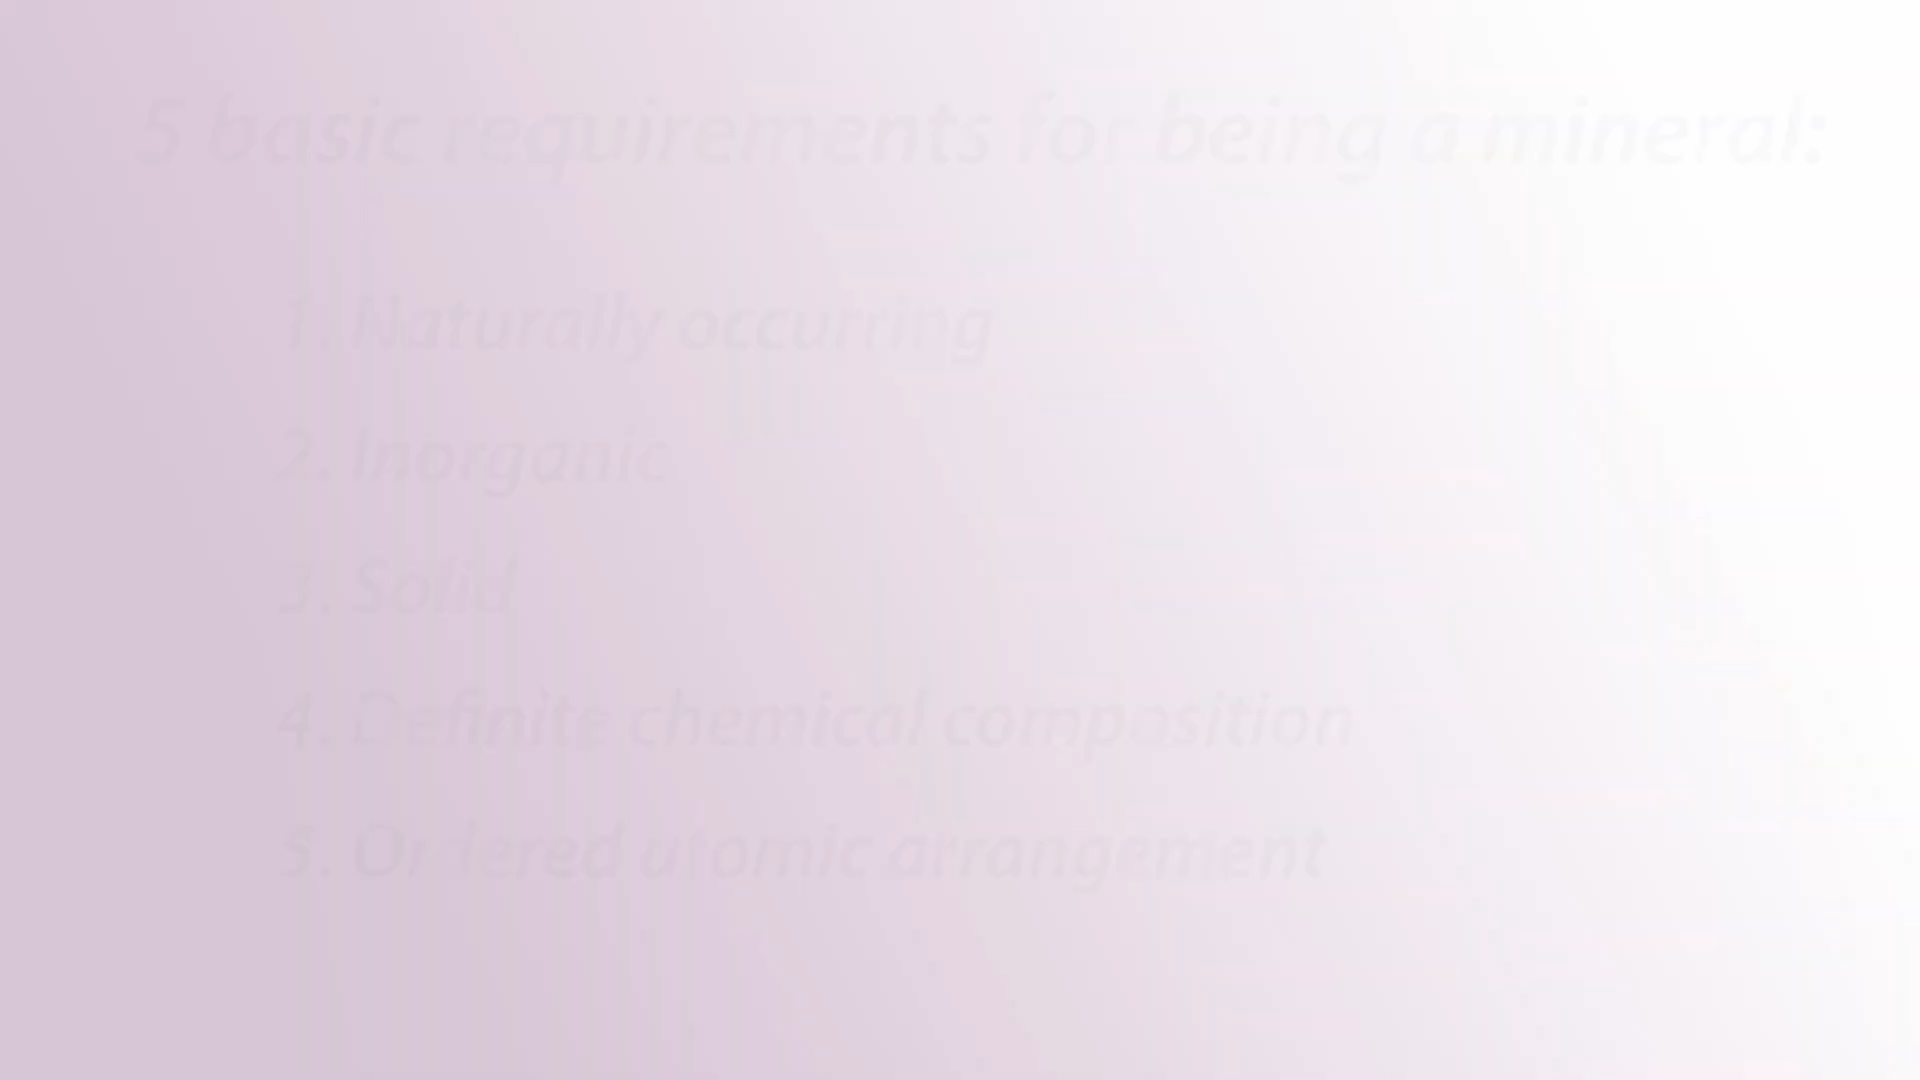 5 basic requirements for being a mineral:
1. Naturally occurring
2. Inorganic
3. Solid
4. Definite chemical composition
5. Ordered atomic arrangement